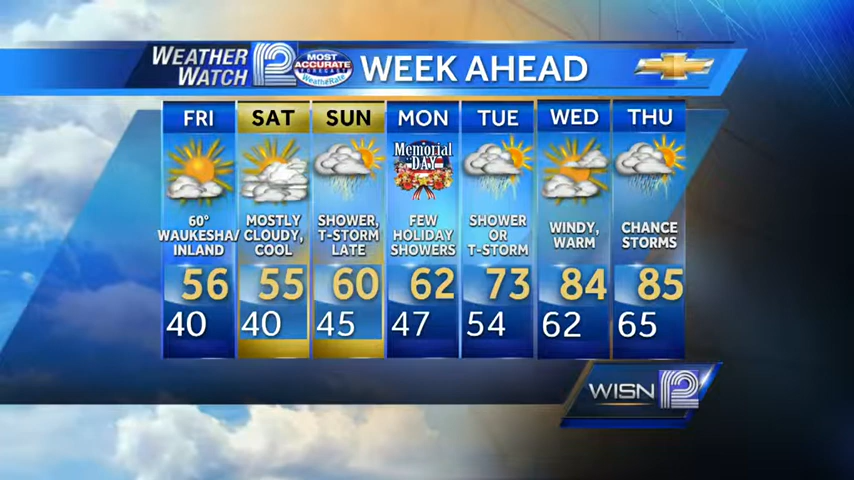 WEATHER WATCH 12
MOST ACCURATE FORECAST
WeatheRate
WEEK AHEAD
FRI
60°
WAUKESHA/
INLAND
56
40
SAT
MOSTLY
CLOUDY,
COOL
55
40
SUN
SHOWER,
T-STORM
LATE
60
45
MON
Memorial
DAY
FEW
HOLIDAY
SHOWERS
62
47
TUE
SHOWER
OR
T-STORM
73
54
WED
WINDY,
WARM
84
62
THU
CHANCE
STORMS
85
65
WISN 12